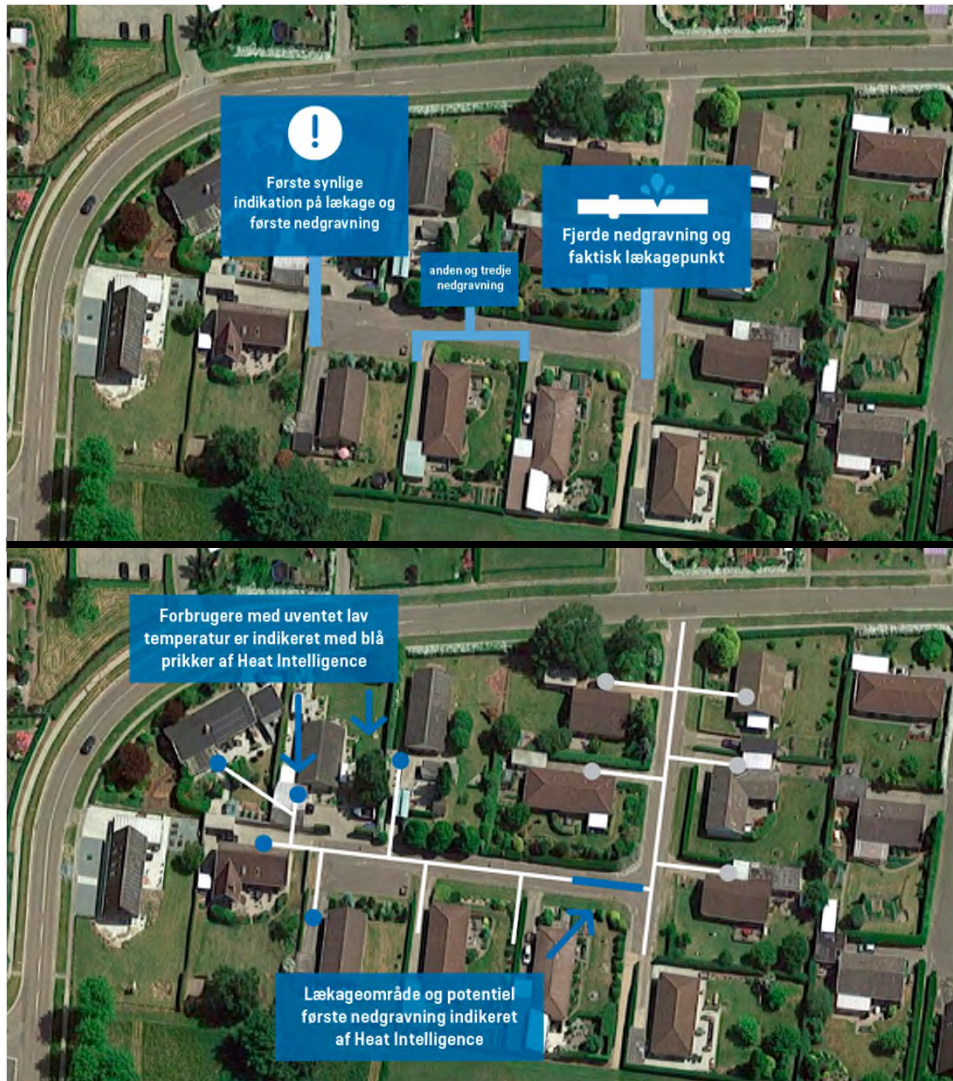 Første synlige
indikation på lækage og
første nedgravning
anden og tredje
nedgravning
Fjerde nedgravning og
faktisk lækagepunkt
Forbrugere med uventet lav
temperatur er indikeret med blå
prikker af Heat Intelligence
Lækageområde og potentiel
første nedgravning indikeret
af Heat Intelligence